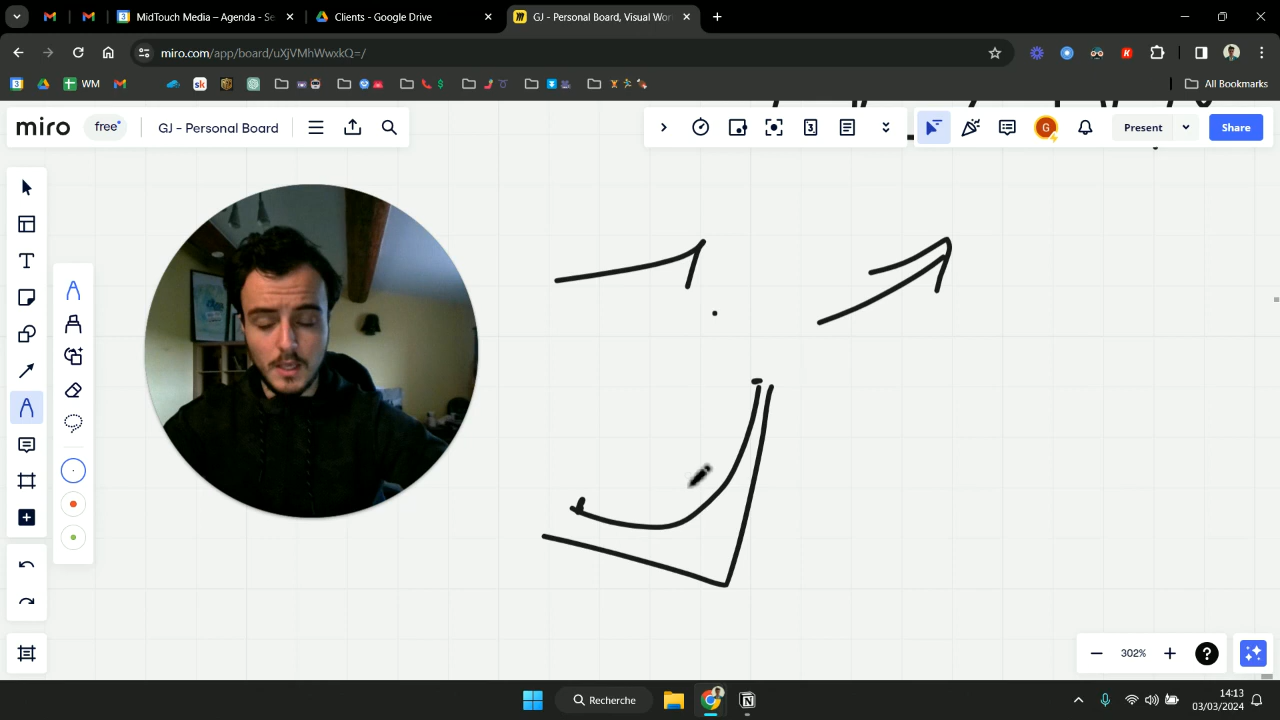 MidTouch Media – Agenda - Se
Clients - Google Drive
GJ - Personal Board, Visual Wor
miro.com/app/board/uXjVMhWwxkQ=/
WM
All Bookmarks
miro
free
GJ - Personal Board
3
G
Present
Share
302%
Recherche
14:13
03/03/2024